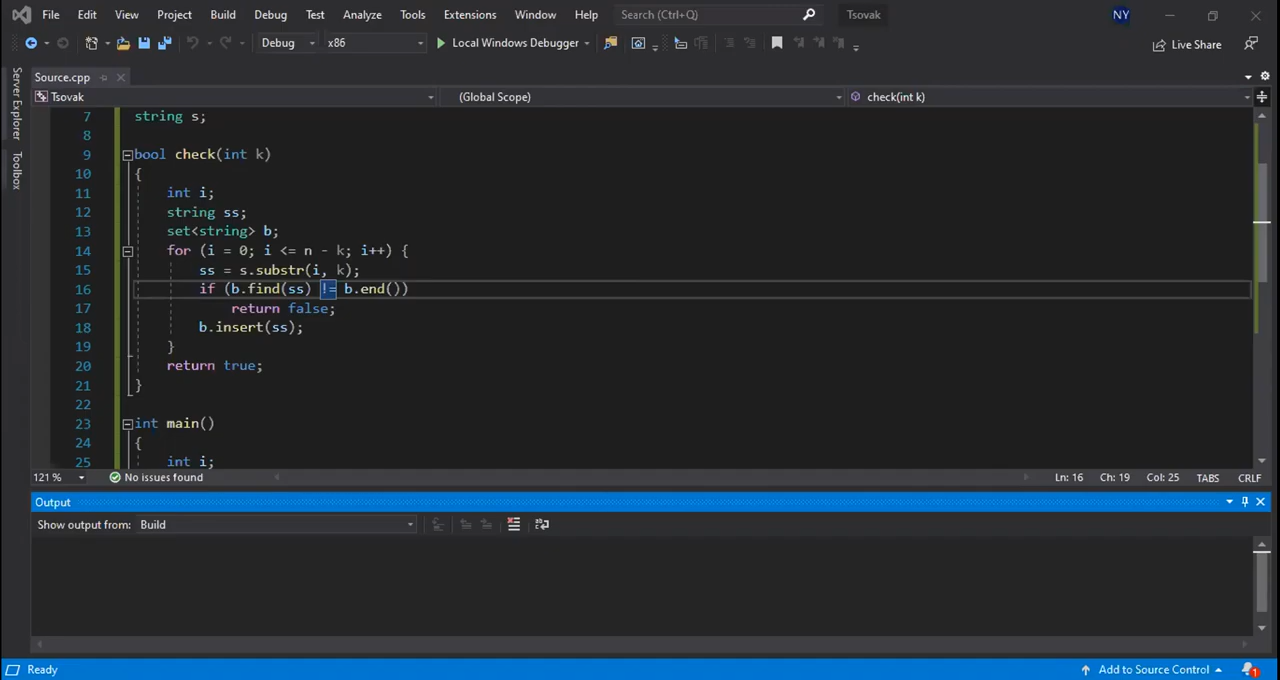 File Edit View Project Build Debug Test Analyze Tools Extensions Window Help Search (Ctrl+Q) Tsovak NY
Debug x86 Local Windows Debugger Live Share
Source.cpp
Tsovak (Global Scope) check(int k)
Server Explorer
Toolbox
7 string s;
8
9 bool check(int k)
10 {
11 int i;
12 string ss;
13 set<string> b;
14 for (i = 0; i <= n - k; i++) {
15 ss = s.substr(i, k);
16 if (b.find(ss) != b.end())
17 return false;
18 b.insert(ss);
19 }
20 return true;
21 }
22
23 int main()
24 {
25 int i;
121 % No issues found Ln: 16 Ch: 19 Col: 25 TABS CRLF
Output
Show output from: Build
Ready Add to Source Control 1